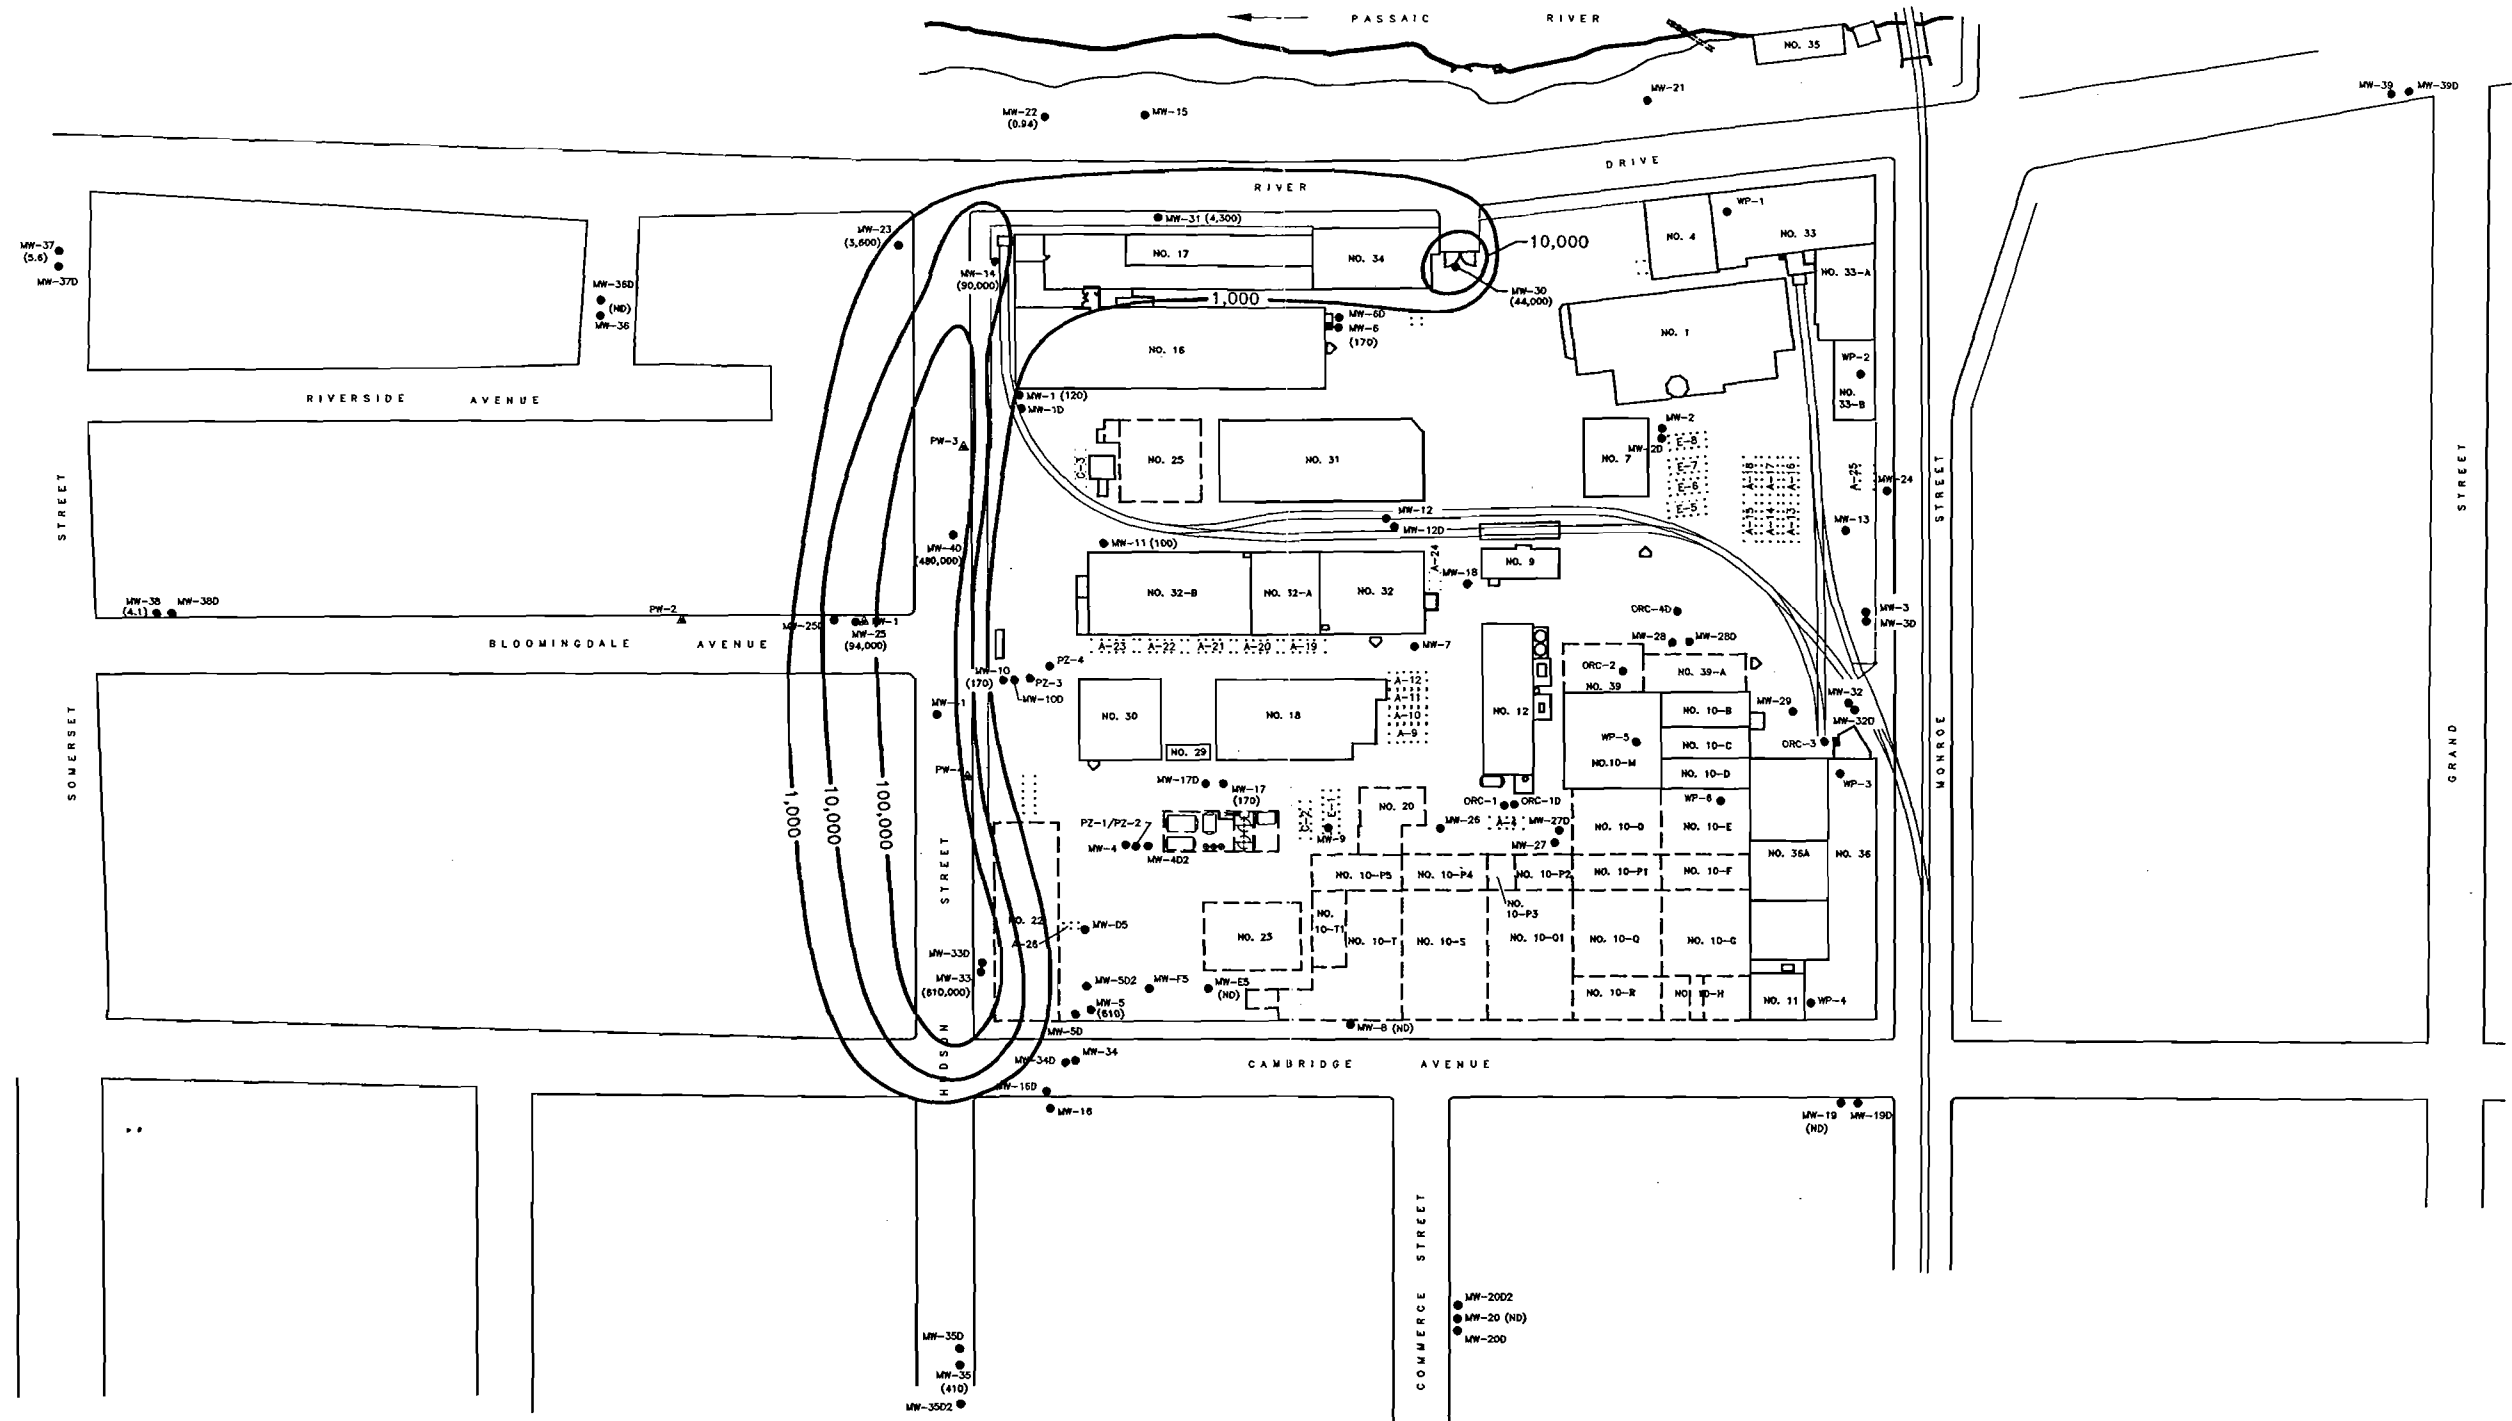 PASSAIC RIVER
NO. 35
MW-21
MW-39
MW-39D
MW-22
(0.94)
MW-15
DRIVE
RIVER
WP-1
MW-31 (4,300)
MW-23
(3,600)
MW-37
(5.6)
MW-37D
NO. 4
NO. 33
10,000
NO. 17
NO. 34
MW-14
(90,000)
NO. 33-A
MW-36D
(ND)
MW-36
1,000
MW-30
(44,000)
MW-6D
MW-6
(170)
NO. 16
NO. 1
WP-2
NO.
33-B
RIVERSIDE AVENUE
MW-1 (120)
MW-1D
MW-2
MW-2D
E-8
E-7
E-6
E-5
PW-3
C-3
NO. 25
NO. 31
NO. 7
A-18
A-17
A-16
A-15
A-14
A-13
A-25
MW-24
STREET
STREET
STREET
MW-12
MW-12D
MW-13
MW-40
(480,000)
MW-11 (100)
A-24
MW-18
NO. 9
NO. 32-B
NO. 32-A
NO. 32
MW-38
(4.1)
MW-38D
PW-2
MW-25
(94,000)
ORC-4D
MW-3
MW-3D
BLOOMINGDALE AVENUE
A-23
A-22
A-21
A-20
A-19
MW-7
MW-28
MW-28D
PZ-4
MW-10
(170)
PZ-3
MW-10D
ORC-2
NO. 39
NO. 39-A
A-12
A-11
A-10
A-9
MW-32
MW-29
MW-32D
NO. 30
NO. 18
NO. 12
NO. 10-B
NO. 29
WP-5
NO.10-M
NO. 10-C
ORC-3
SOMERSET
MONROE
GRAND
NO. 10-D
WP-3
1,000
10,000
100,000
MW-17D
MW-17
(170)
C-2
E-1
NO. 20
ORC-1
ORC-1D
WP-6
PZ-1/PZ-2
MW-9
MW-26
MW-27D
NO. 10-E
MW-4
MW-4D2
MW-27
NO. 36A
NO. 36
STREET
NO. 10-P5
NO. 10-P4
NO. 10-P2
NO. 10-P1
NO. 10-F
NO.
10-P3
NO. 22
A-26
MW-D5
NO. 23
NO.
10-T1
NO. 10-T
NO. 10-S
NO. 10-Q1
NO. 10-Q
NO. 10-G
MW-33D
MW-33
(610,000)
MW-5D2
MW-F5
MW-E5
(ND)
MW-5
(610)
MW-5D
NO. 10-R
NO. 11
WP-4
MW-8 (ND)
HUDSON
MW-34D
MW-34
CAMBRIDGE AVENUE
MW-16D
MW-16
MW-19
(ND)
MW-19D
COMMERCE STREET
MW-20D2
MW-20 (ND)
MW-20D
MW-35D
MW-35
(410)
MW-35D2